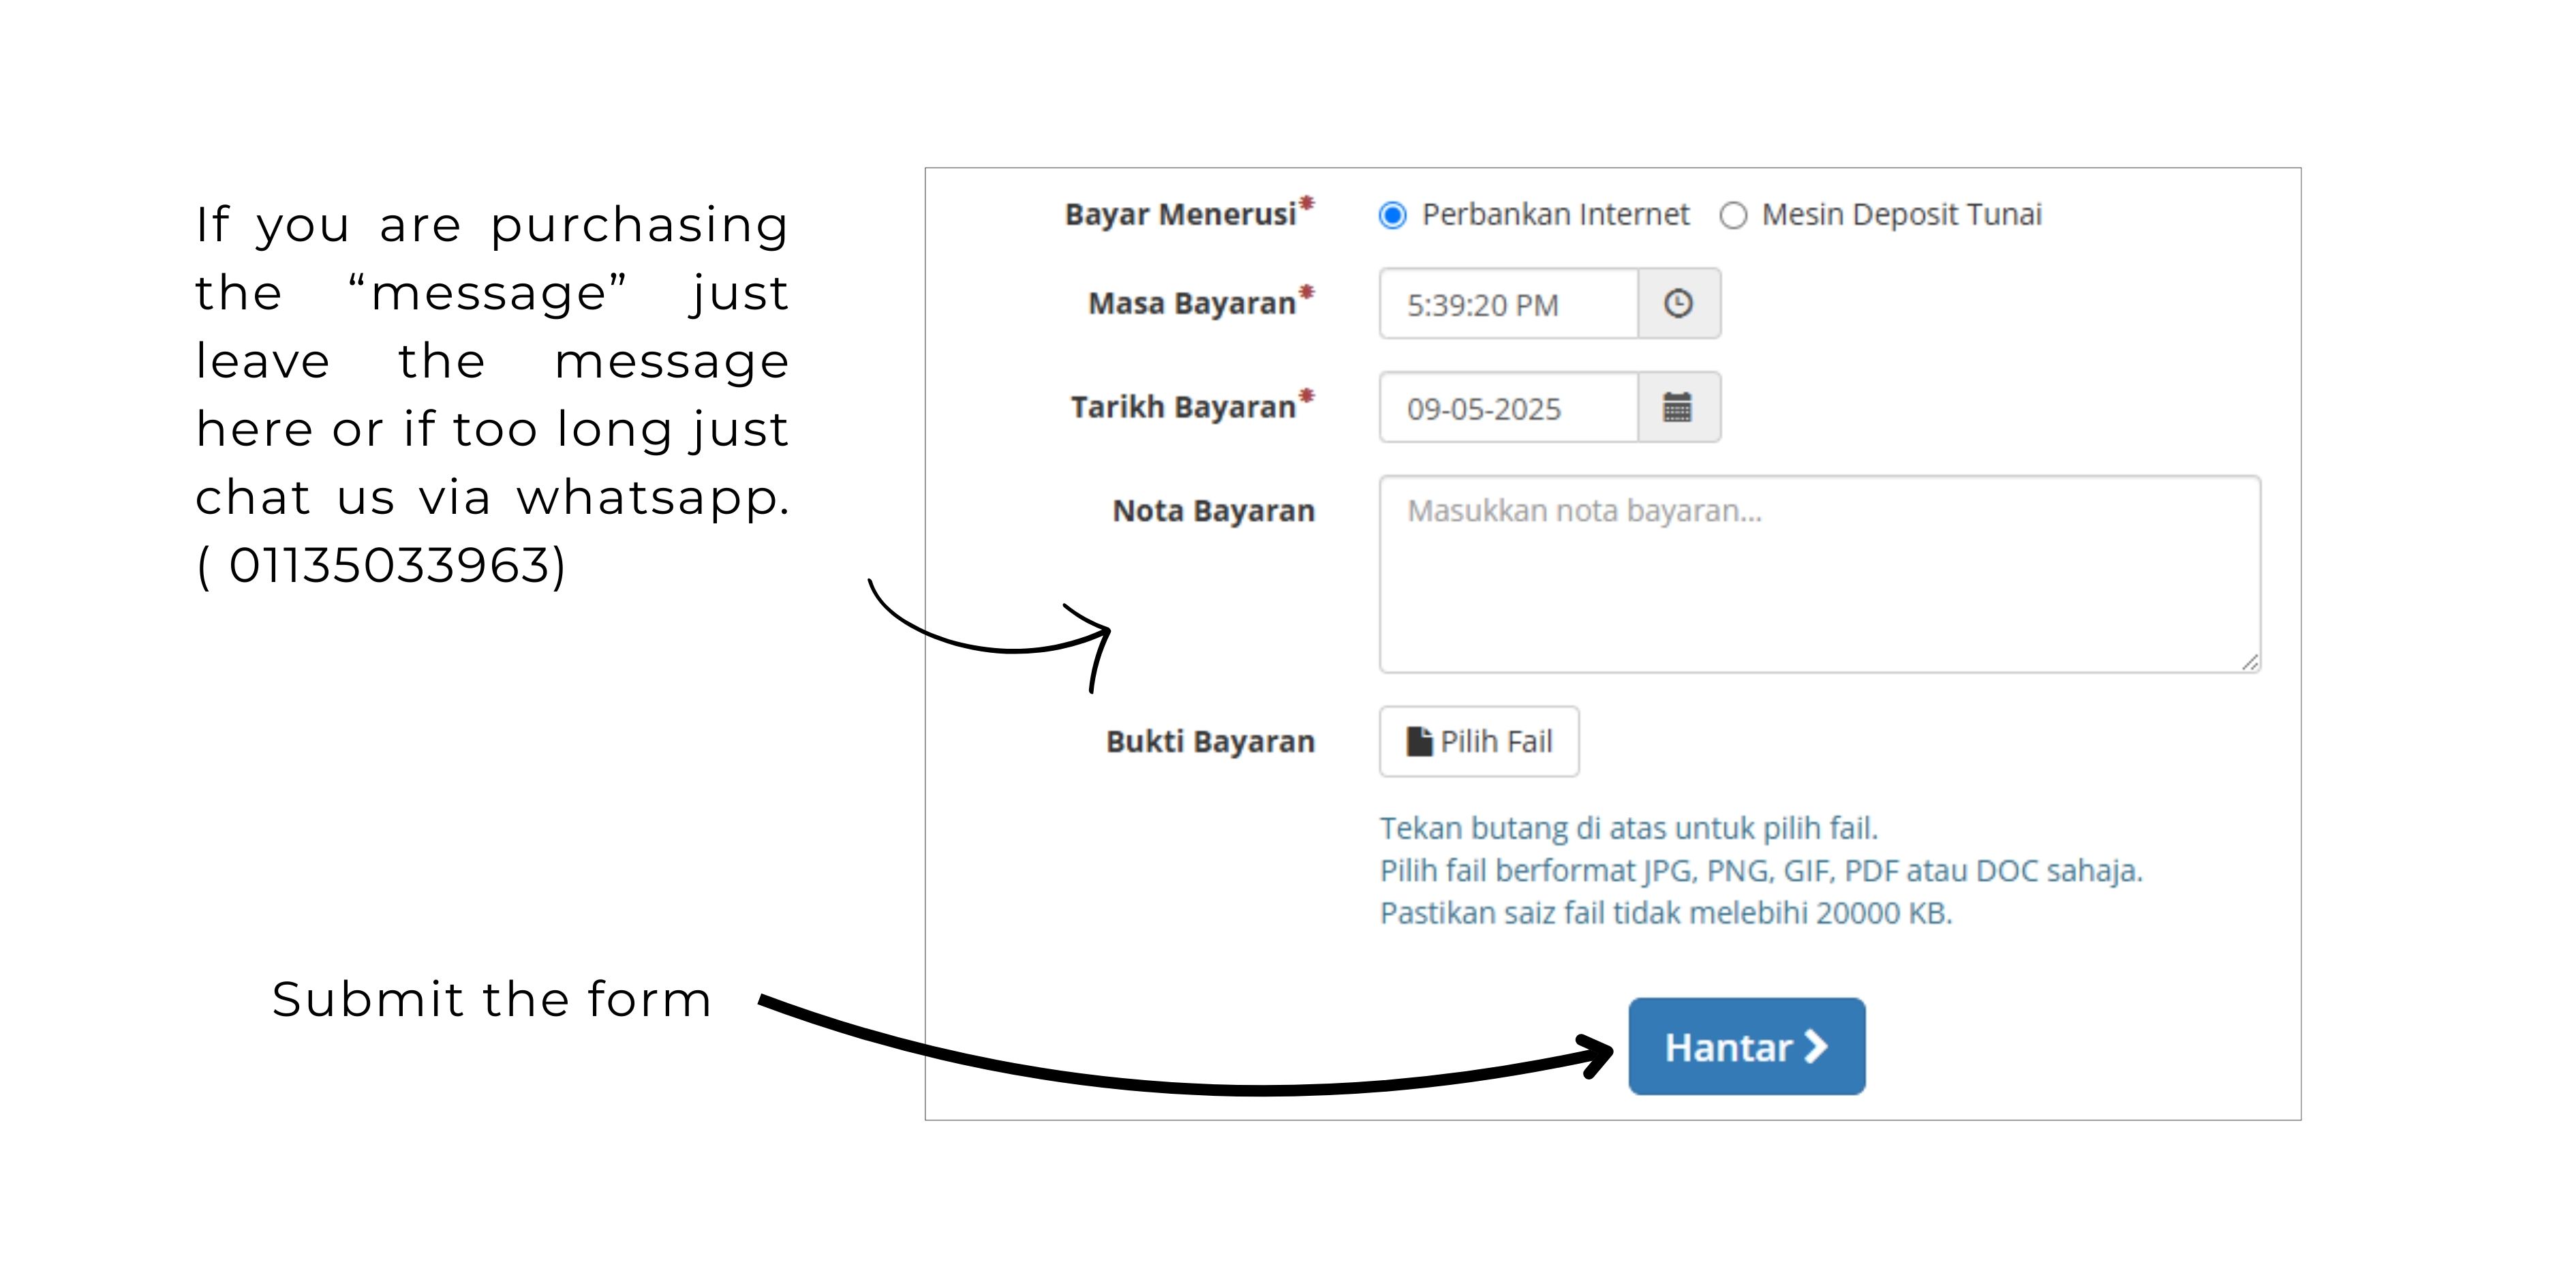 If you are purchasing
the “message” just
leave the message
here or if too long just
chat us via whatsapp.
( 01135033963)
Submit the form
Bayar Menerusi* Perbankan Internet Mesin Deposit Tunai
Masa Bayaran* 5:39:20 PM
Tarikh Bayaran* 09-05-2025
Nota Bayaran Masukkan nota bayaran...
Bukti Bayaran Pilih Fail
Tekan butang di atas untuk pilih fail.
Pilih fail berformat JPG, PNG, GIF, PDF atau DOC sahaja.
Pastikan saiz fail tidak melebihi 20000 KB.
Hantar